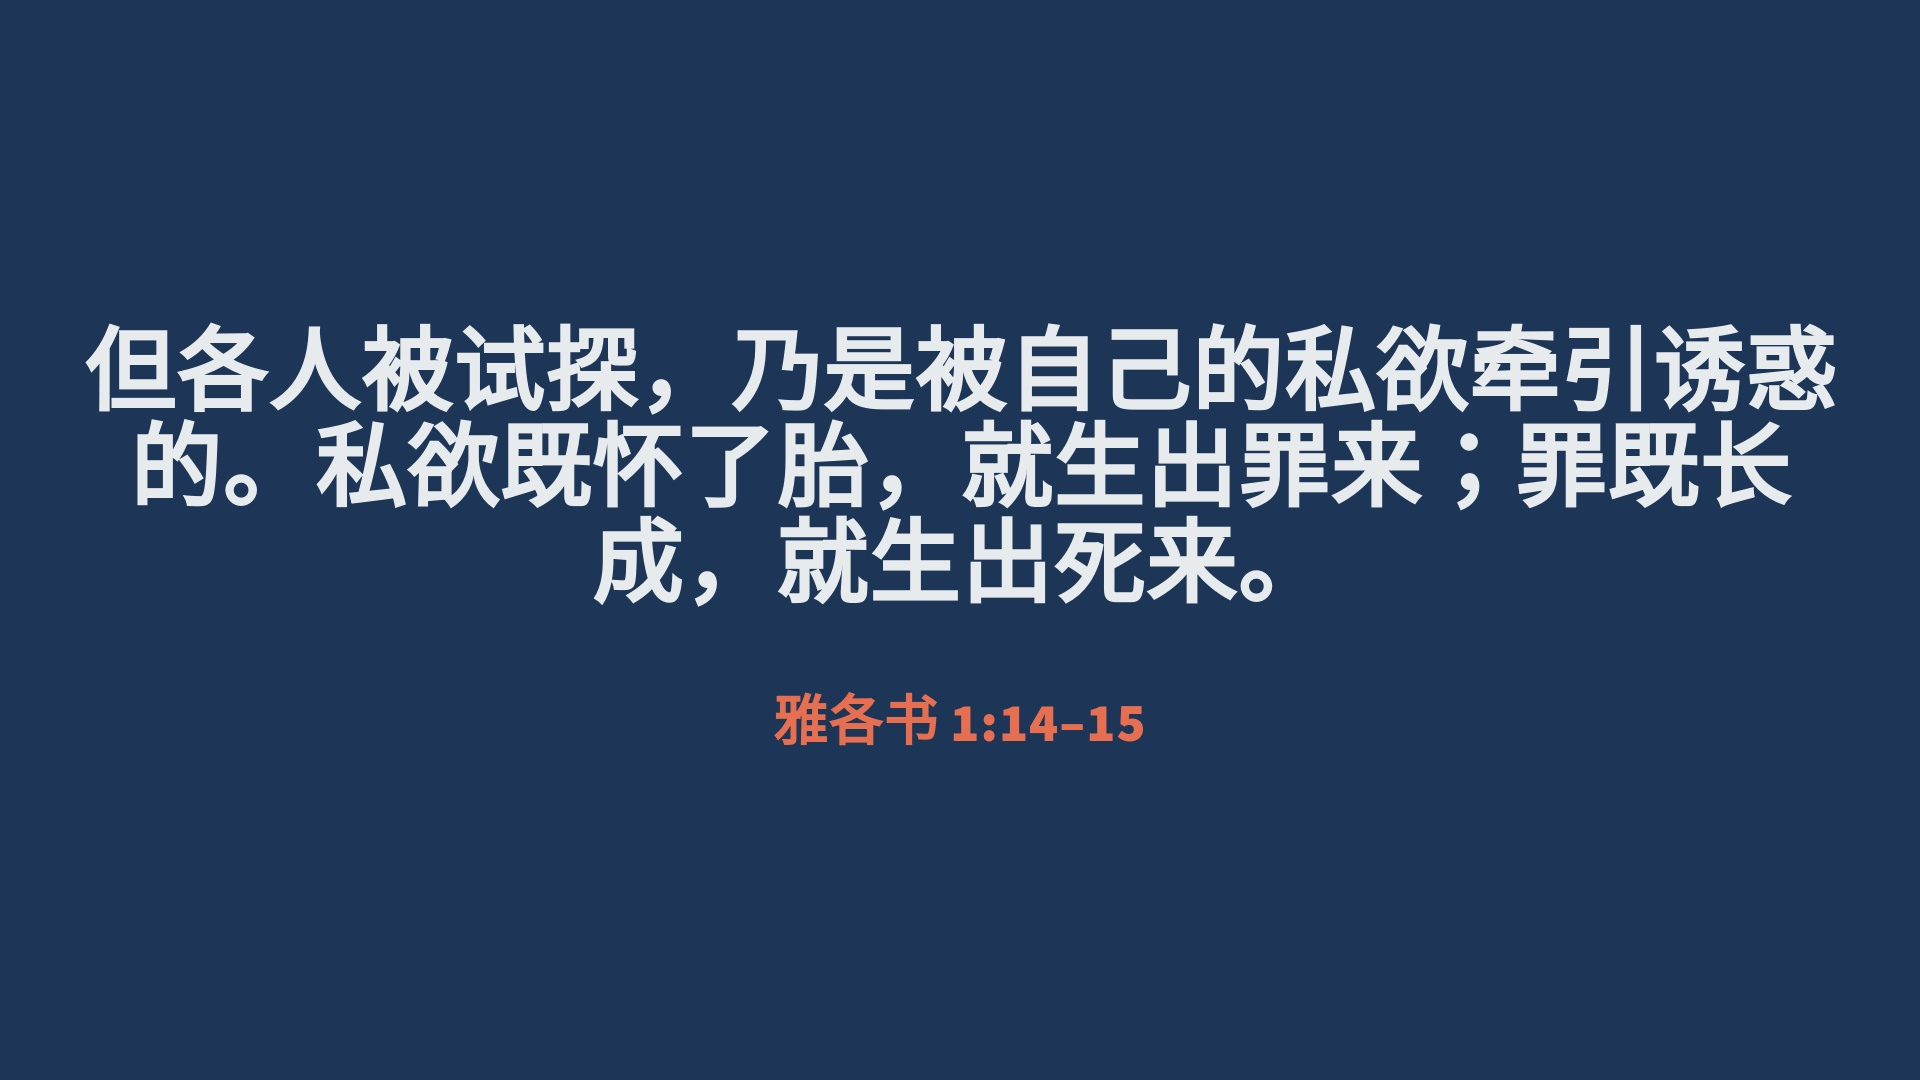 但各人被试探，乃是被自己的私欲牵引诱惑
的。私欲既怀了胎，就生出罪来；罪既长
成，就生出死来。
雅各书 1:14–15